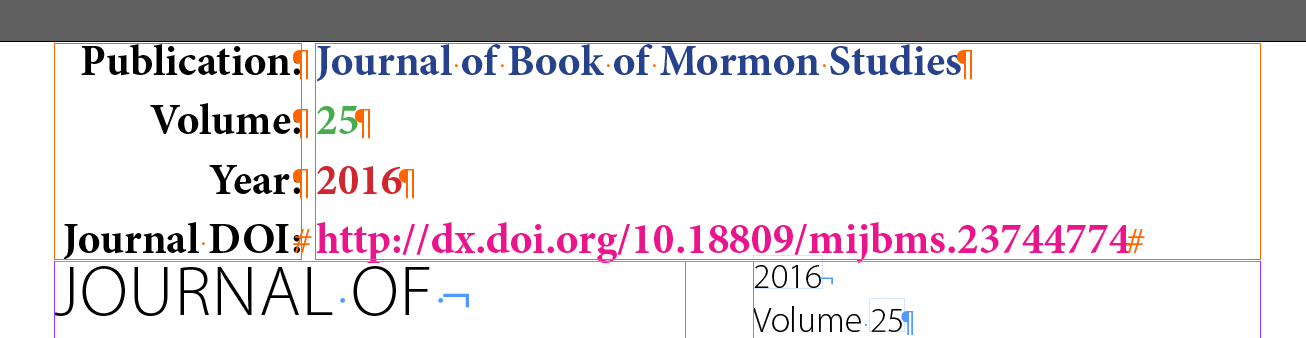 Publication: Journal of Book of Mormon Studies
Volume: 25
Year: 2016
Journal DOI: http://dx.doi.org/10.18809/mijbms.23744774
JOURNAL OF
2016
Volume 25